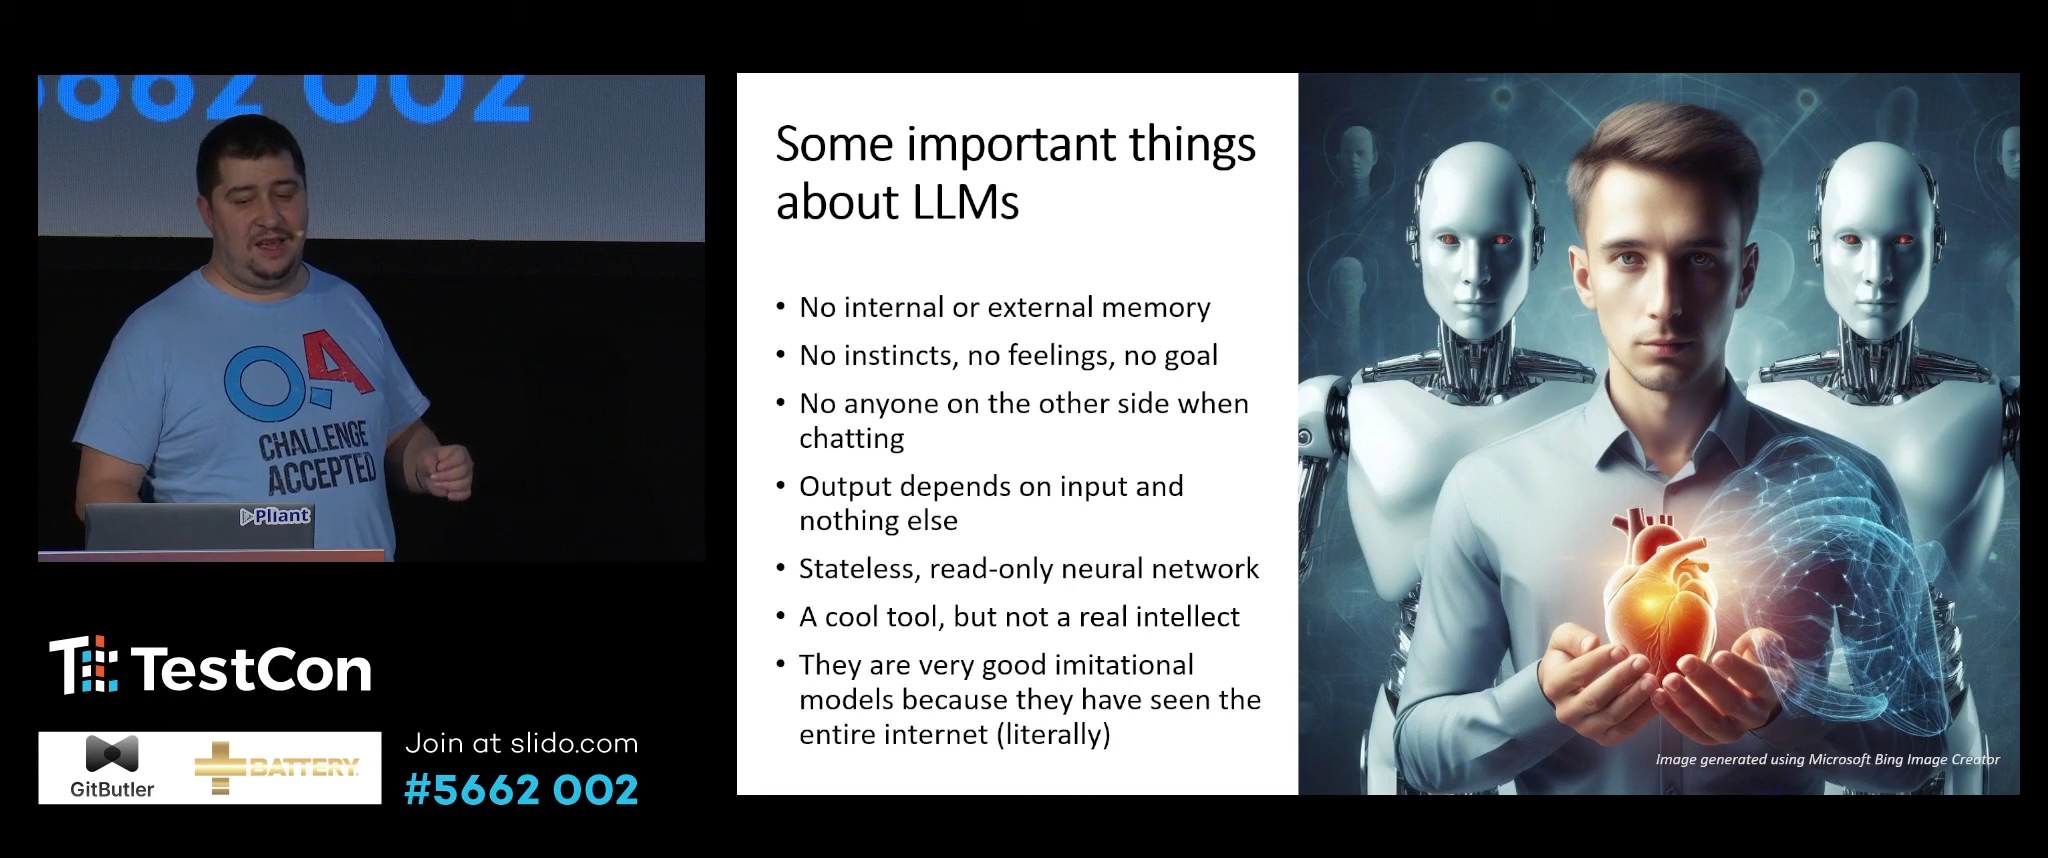 5662 002
QA
CHALLENGE
ACCEPTED
Pliant
TestCon
GitButler
BATTERY
Join at slido.com
#5662 002
Some important things
about LLMs
• No internal or external memory
• No instincts, no feelings, no goal
• No anyone on the other side when
chatting
• Output depends on input and
nothing else
• Stateless, read-only neural network
• A cool tool, but not a real intellect
• They are very good imitational
models because they have seen the
entire internet (literally)
Image generated using Microsoft Bing Image Creator